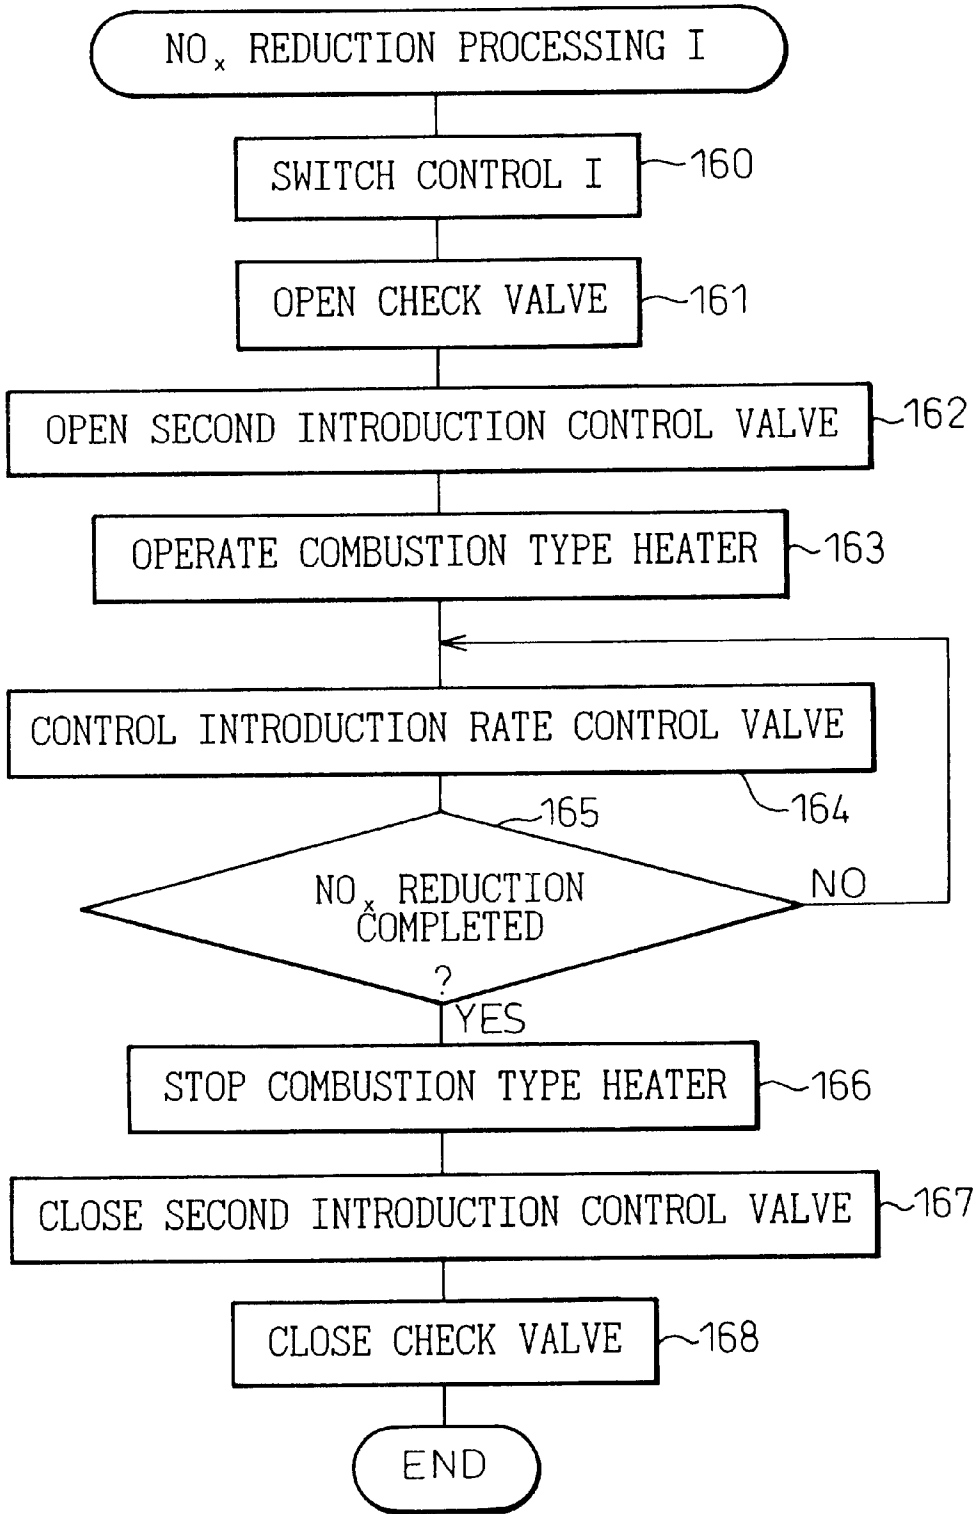 NOx REDUCTION PROCESSING I
SWITCH CONTROL I
160
OPEN CHECK VALVE
161
OPEN SECOND INTRODUCTION CONTROL VALVE
162
OPERATE COMBUSTION TYPE HEATER
163
CONTROL INTRODUCTION RATE CONTROL VALVE
164
165
NOx REDUCTION
COMPLETED
?
NO
YES
STOP COMBUSTION TYPE HEATER
166
CLOSE SECOND INTRODUCTION CONTROL VALVE
167
CLOSE CHECK VALVE
168
END